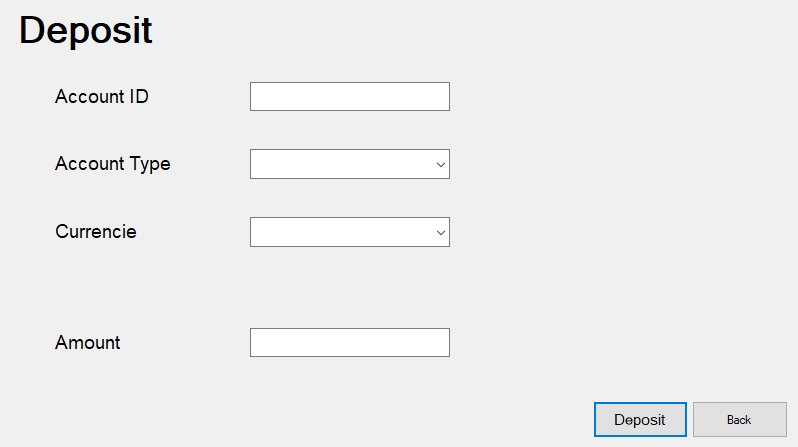 Deposit
Account ID
Account Type
Currencie
Amount
Deposit
Back